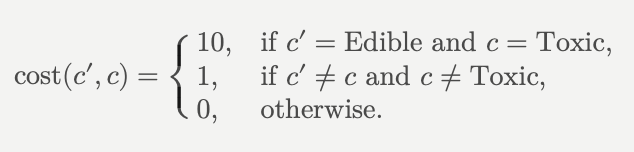 10, if c′ = Edible and c = Toxic,
cost(c′, c) = { 1, if c′ ≠ c and c ≠ Toxic,
0, otherwise.